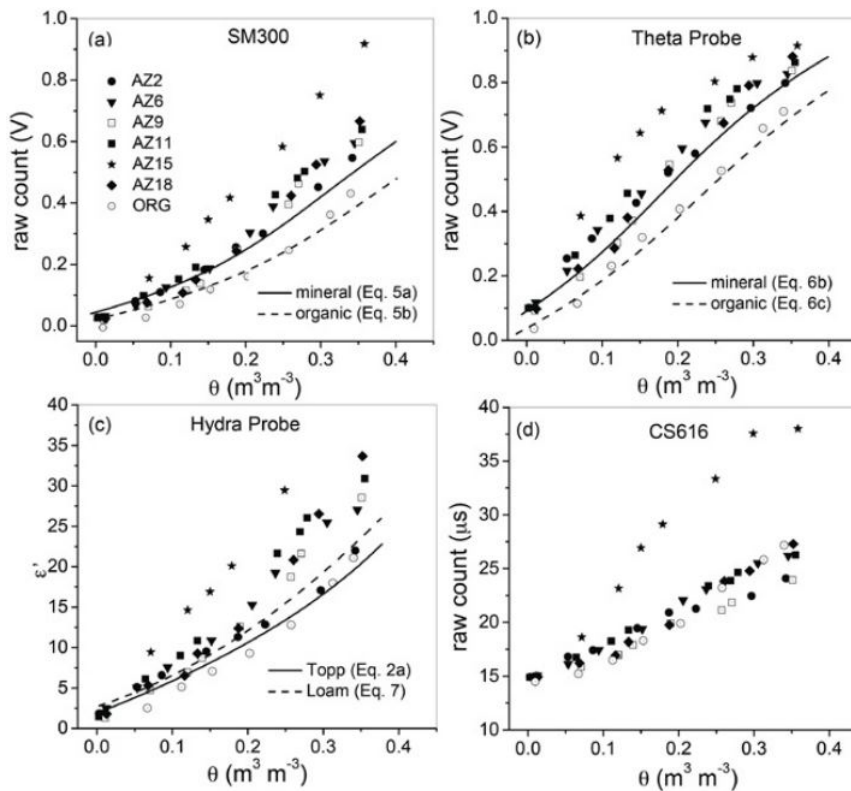 (a) SM300
raw count (V)
1.0
0.8
0.6
0.4
0.2
0.0
AZ2
AZ6
AZ9
AZ11
AZ15
AZ18
ORG
mineral (Eq. 5a)
organic (Eq. 5b)
0.0 0.1 0.2 0.3 0.4
θ (m³ m⁻³)
(b) Theta Probe
raw count (V)
1.0
0.8
0.6
0.4
0.2
0.0
mineral (Eq. 6b)
organic (Eq. 6c)
0.0 0.1 0.2 0.3 0.4
θ (m³ m⁻³)
(c) Hydra Probe
ε'
40
35
30
25
20
15
10
5
0
Topp (Eq. 2a)
Loam (Eq. 7)
0.0 0.1 0.2 0.3 0.4
θ (m³ m⁻³)
(d) CS616
raw count (μs)
40
35
30
25
20
15
10
0.0 0.1 0.2 0.3 0.4
θ (m³ m⁻³)